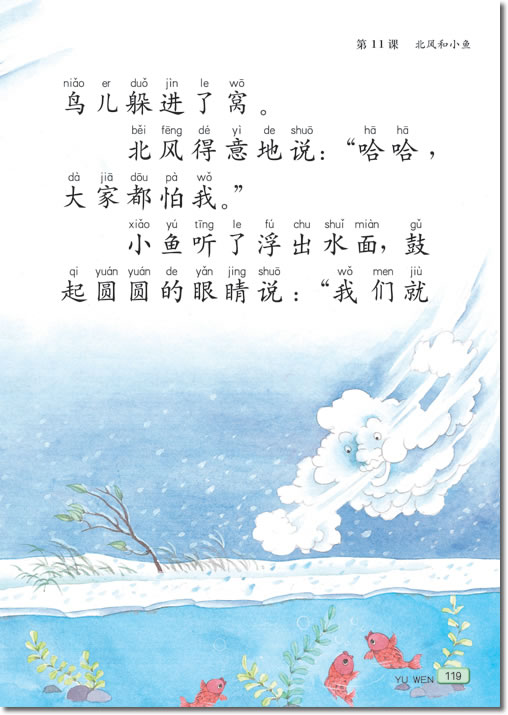 第11课 北风和小鱼
niǎo er duǒ jìn le wō
鸟儿躲进了窝。
běi fēng dé yì de shuō hā hā
北风得意地说：“哈哈，
dà jiā dōu pà wǒ
大家都怕我。”
xiǎo yú tīng le fú chu shuǐ miàn gǔ
小鱼听了浮出水面，鼓
qi yuán yuán de yǎn jing shuō wǒ men jiù
起圆圆的眼睛说：“我们就
YU WEN 119